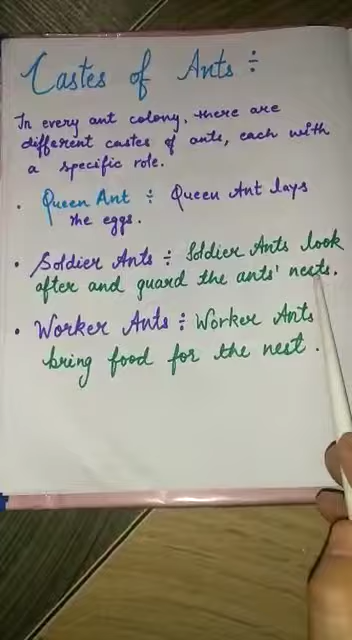 Castes of Ants ÷
In every ant colony, there are
different castes of ants, each with
a specific role.
• Queen Ant ÷ Queen Ant lays
the eggs.
• Soldier Ants ÷ Soldier Ants look
after and guard the ants' nests.
• Worker Ants ÷ Worker Ants
bring food for the nest.